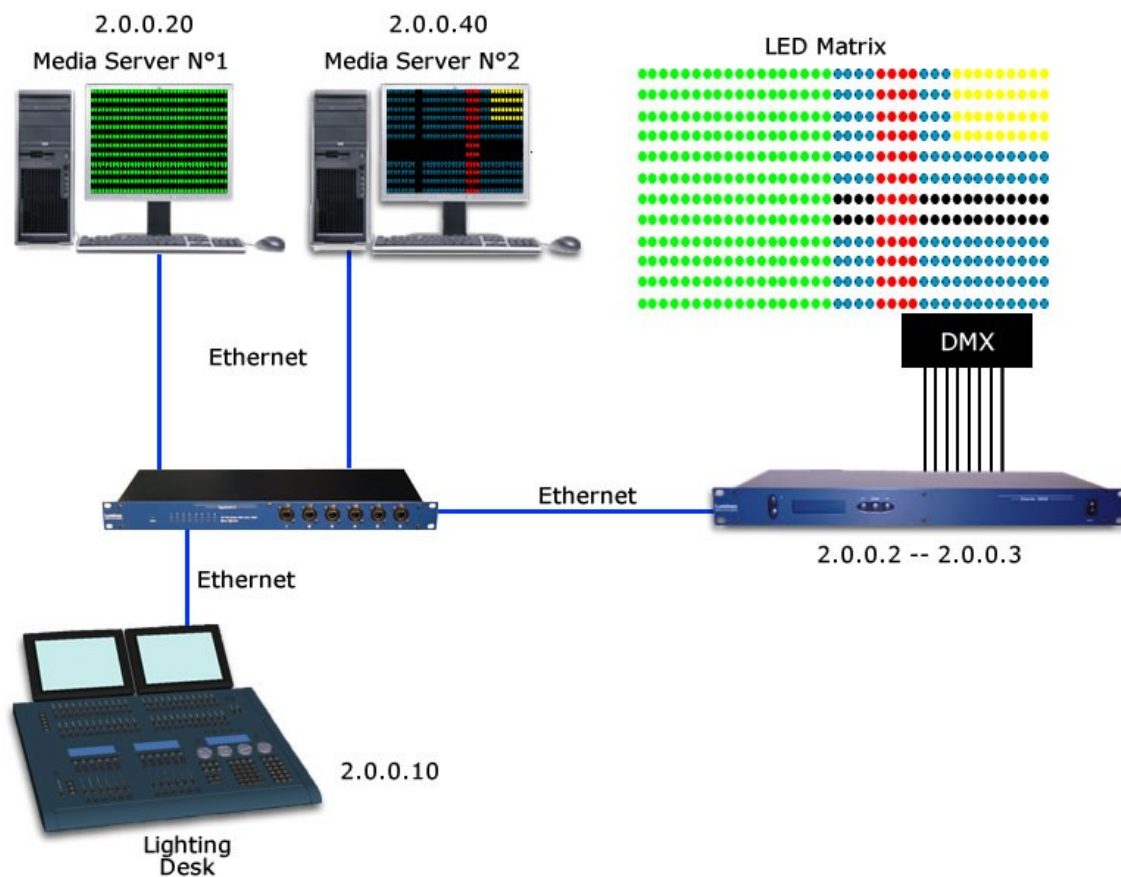 2.0.0.20
2.0.0.40
Media Server N°1
Media Server N°2
LED Matrix
DMX
Ethernet
Ethernet
2.0.0.2 -- 2.0.0.3
Ethernet
2.0.0.10
Lighting
Desk